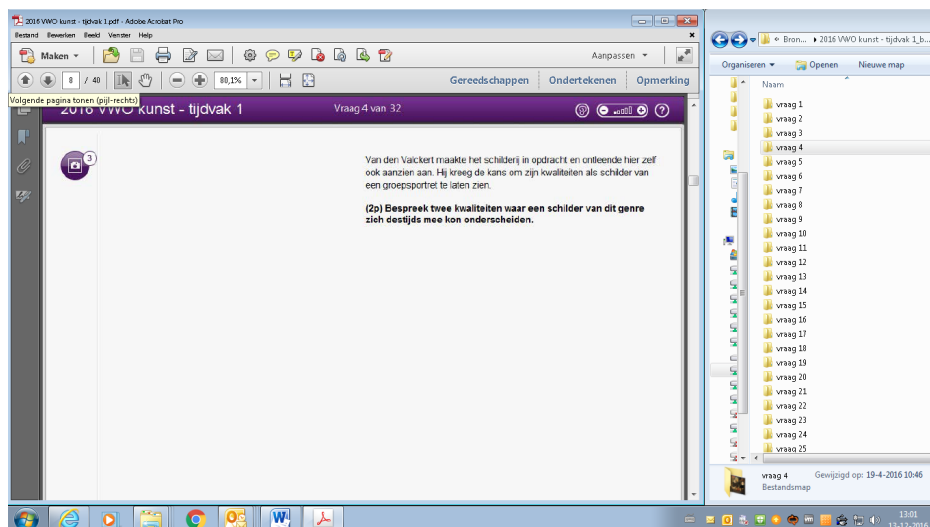 2016 VWO kunst - tijdvak 1.pdf - Adobe Acrobat Pro
Bestand Bewerken Beeld Venster Help
Maken
Aanpassen
8 / 40
80,1%
Gereedschappen Ondertekenen Opmerking
Volgende pagina tonen (pijl-rechts)
2016 VWO kunst - tijdvak 1
Vraag 4 van 32
3
Van den Valckert maakte het schilderij in opdracht en ontleende hier zelf
ook aanzien aan. Hij kreeg de kans om zijn kwaliteiten als schilder van
een groepsportret te laten zien.
(2p) Bespreek twee kwaliteiten waar een schilder van dit genre
zich destijds mee kon onderscheiden.
« Bron... 2016 VWO kunst - tijdvak 1_b...
Organiseren Openen Nieuwe map
Naam
vraag 1
vraag 2
vraag 3
vraag 4
vraag 5
vraag 6
vraag 7
vraag 8
vraag 9
vraag 10
vraag 11
vraag 12
vraag 13
vraag 14
vraag 15
vraag 16
vraag 17
vraag 18
vraag 19
vraag 20
vraag 21
vraag 22
vraag 23
vraag 24
vraag 25
vraag 4 Gewijzigd op: 19-4-2016 10:46
Bestandsmap
13:01
13-12-2016